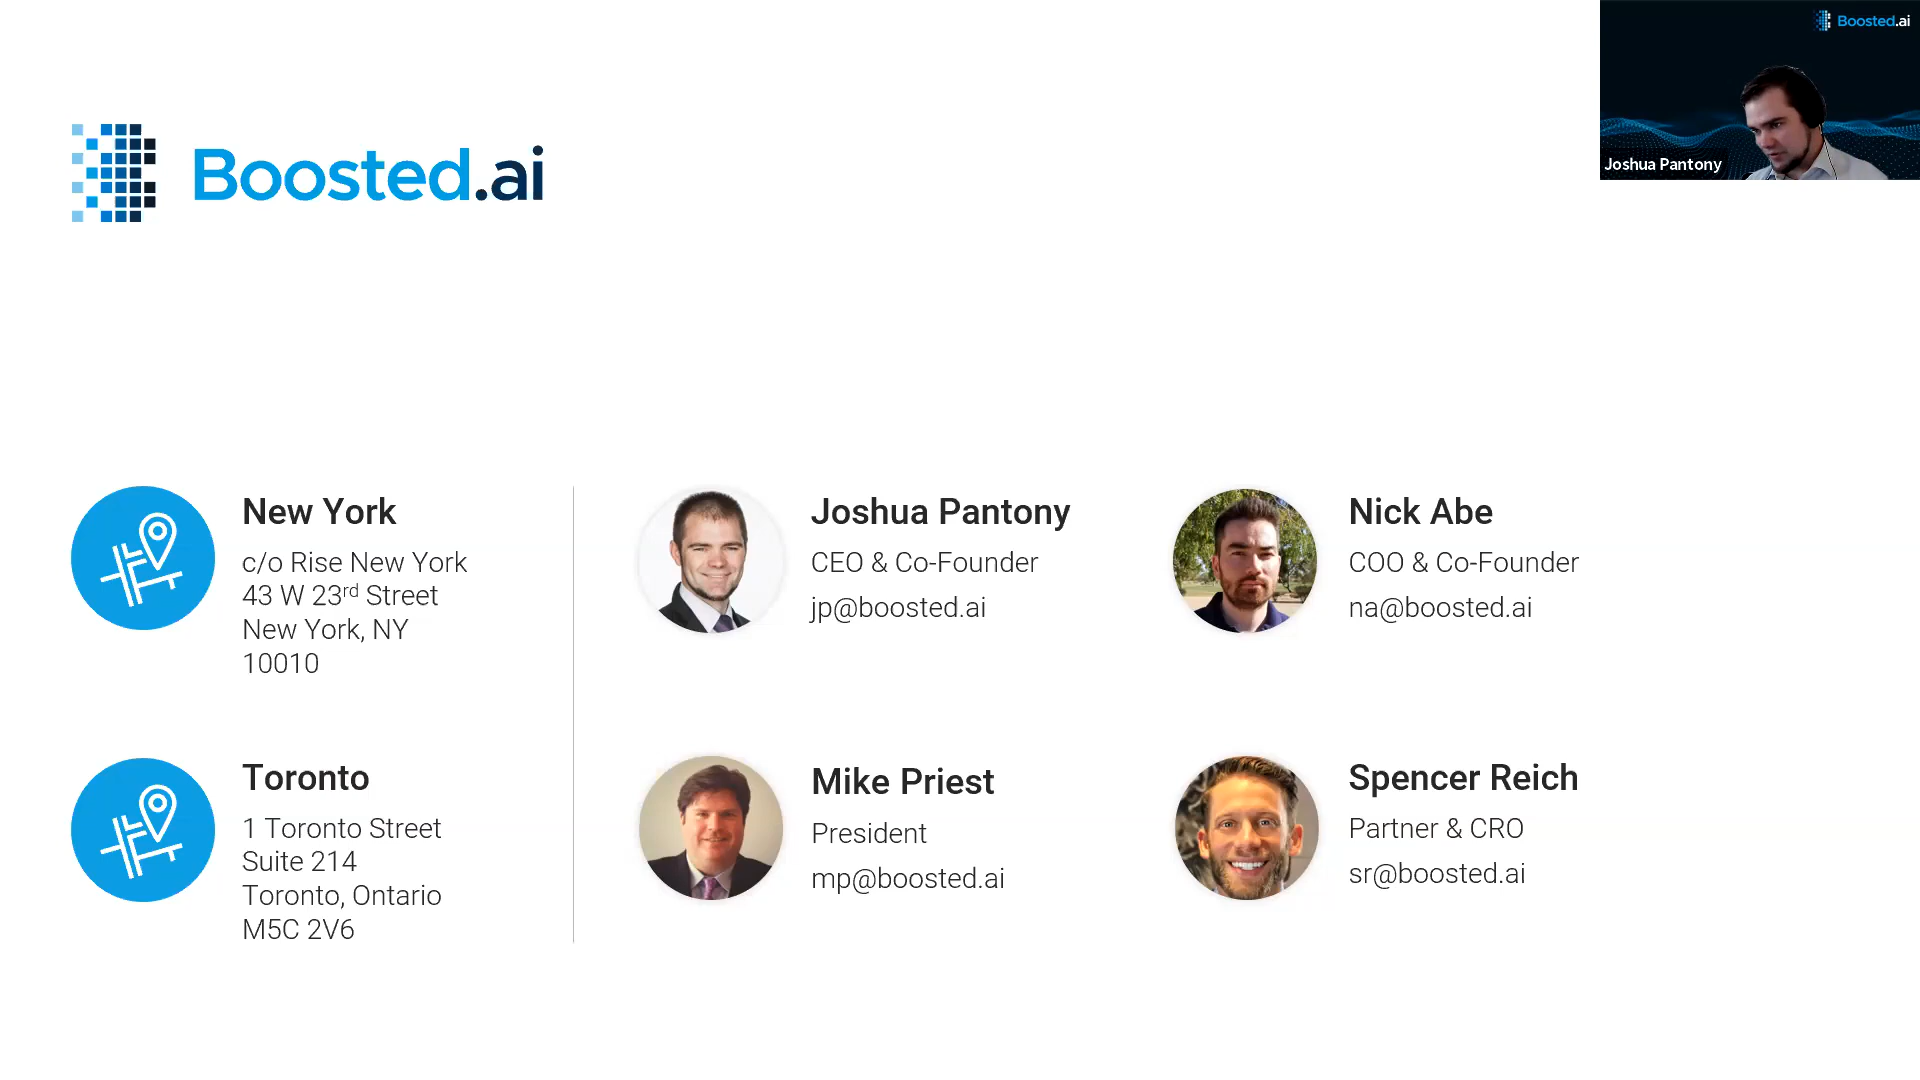 Boosted.ai
Joshua Pantony
Boosted.ai
New York
c/o Rise New York
43 W 23rd Street
New York, NY
10010
Toronto
1 Toronto Street
Suite 214
Toronto, Ontario
M5C 2V6
Joshua Pantony
CEO & Co-Founder
jp@boosted.ai
Nick Abe
COO & Co-Founder
na@boosted.ai
Mike Priest
President
mp@boosted.ai
Spencer Reich
Partner & CRO
sr@boosted.ai